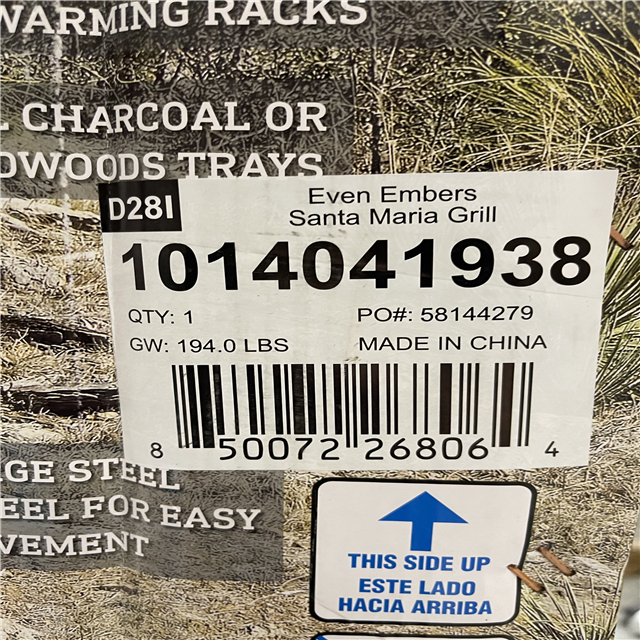 WARMING RACKS
L CHARCOAL OR
DWOODS TRAYS
D28I
Even Embers
Santa Maria Grill
1014041938
QTY: 1
PO#: 58144279
GW: 194.0 LBS
MADE IN CHINA
8 50072 26806 4
GE STEEL
EEL FOR EASY
VEMENT
THIS SIDE UP
ESTE LADO
HACIA ARRIBA